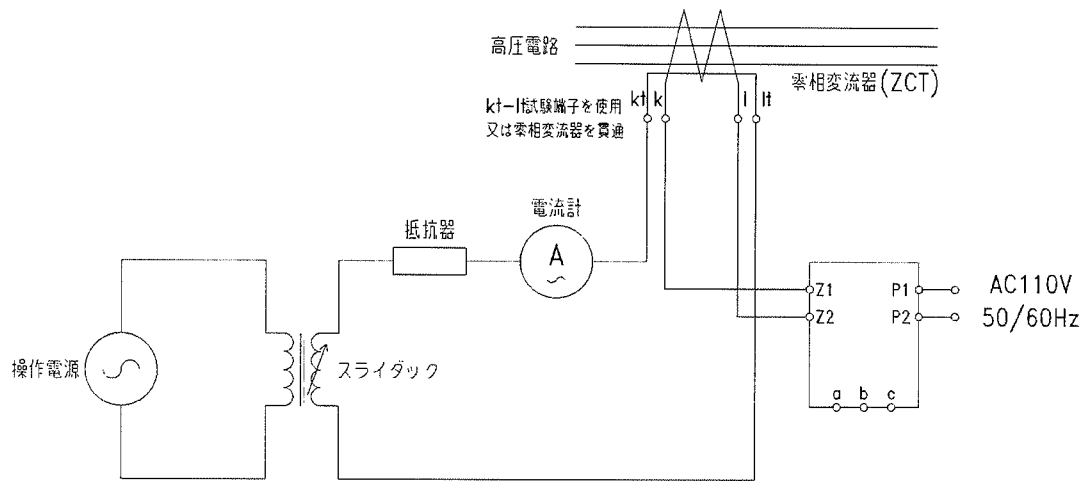 高圧電路
零相変流器(ZCT)
kt k l lt
kt-lt試験端子を使用
又は零相変流器を貫通
電流計
抵抗器
A
Z1 P1 AC110V
Z2 P2 50/60Hz
操作電源
スライダック
a b c